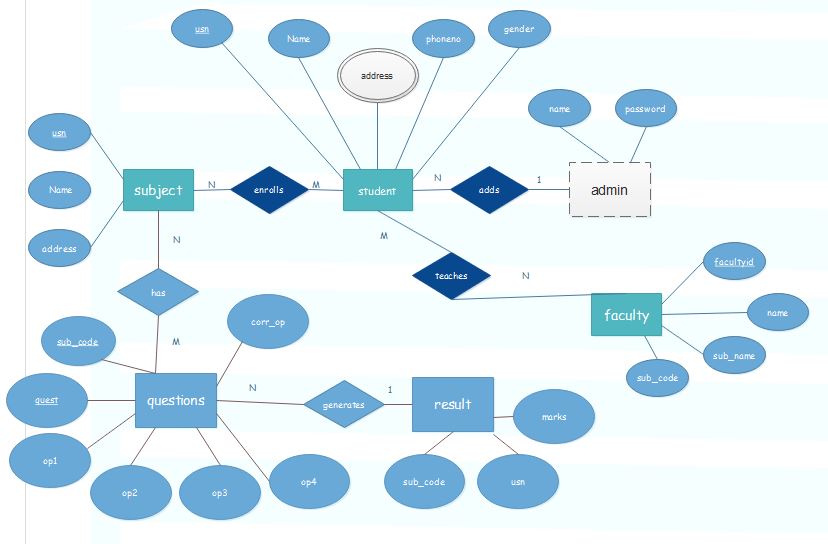 usn
Name
phoneno
gender
address
name
password
usn
subject
N
enrolls
M
student
N
adds
1
admin
Name
address
N
M
teaches
N
facultyid
has
faculty
name
corr_op
sub_code
M
sub_name
sub_code
quest
questions
N
generates
1
result
marks
op1
op2
op3
op4
sub_code
usn